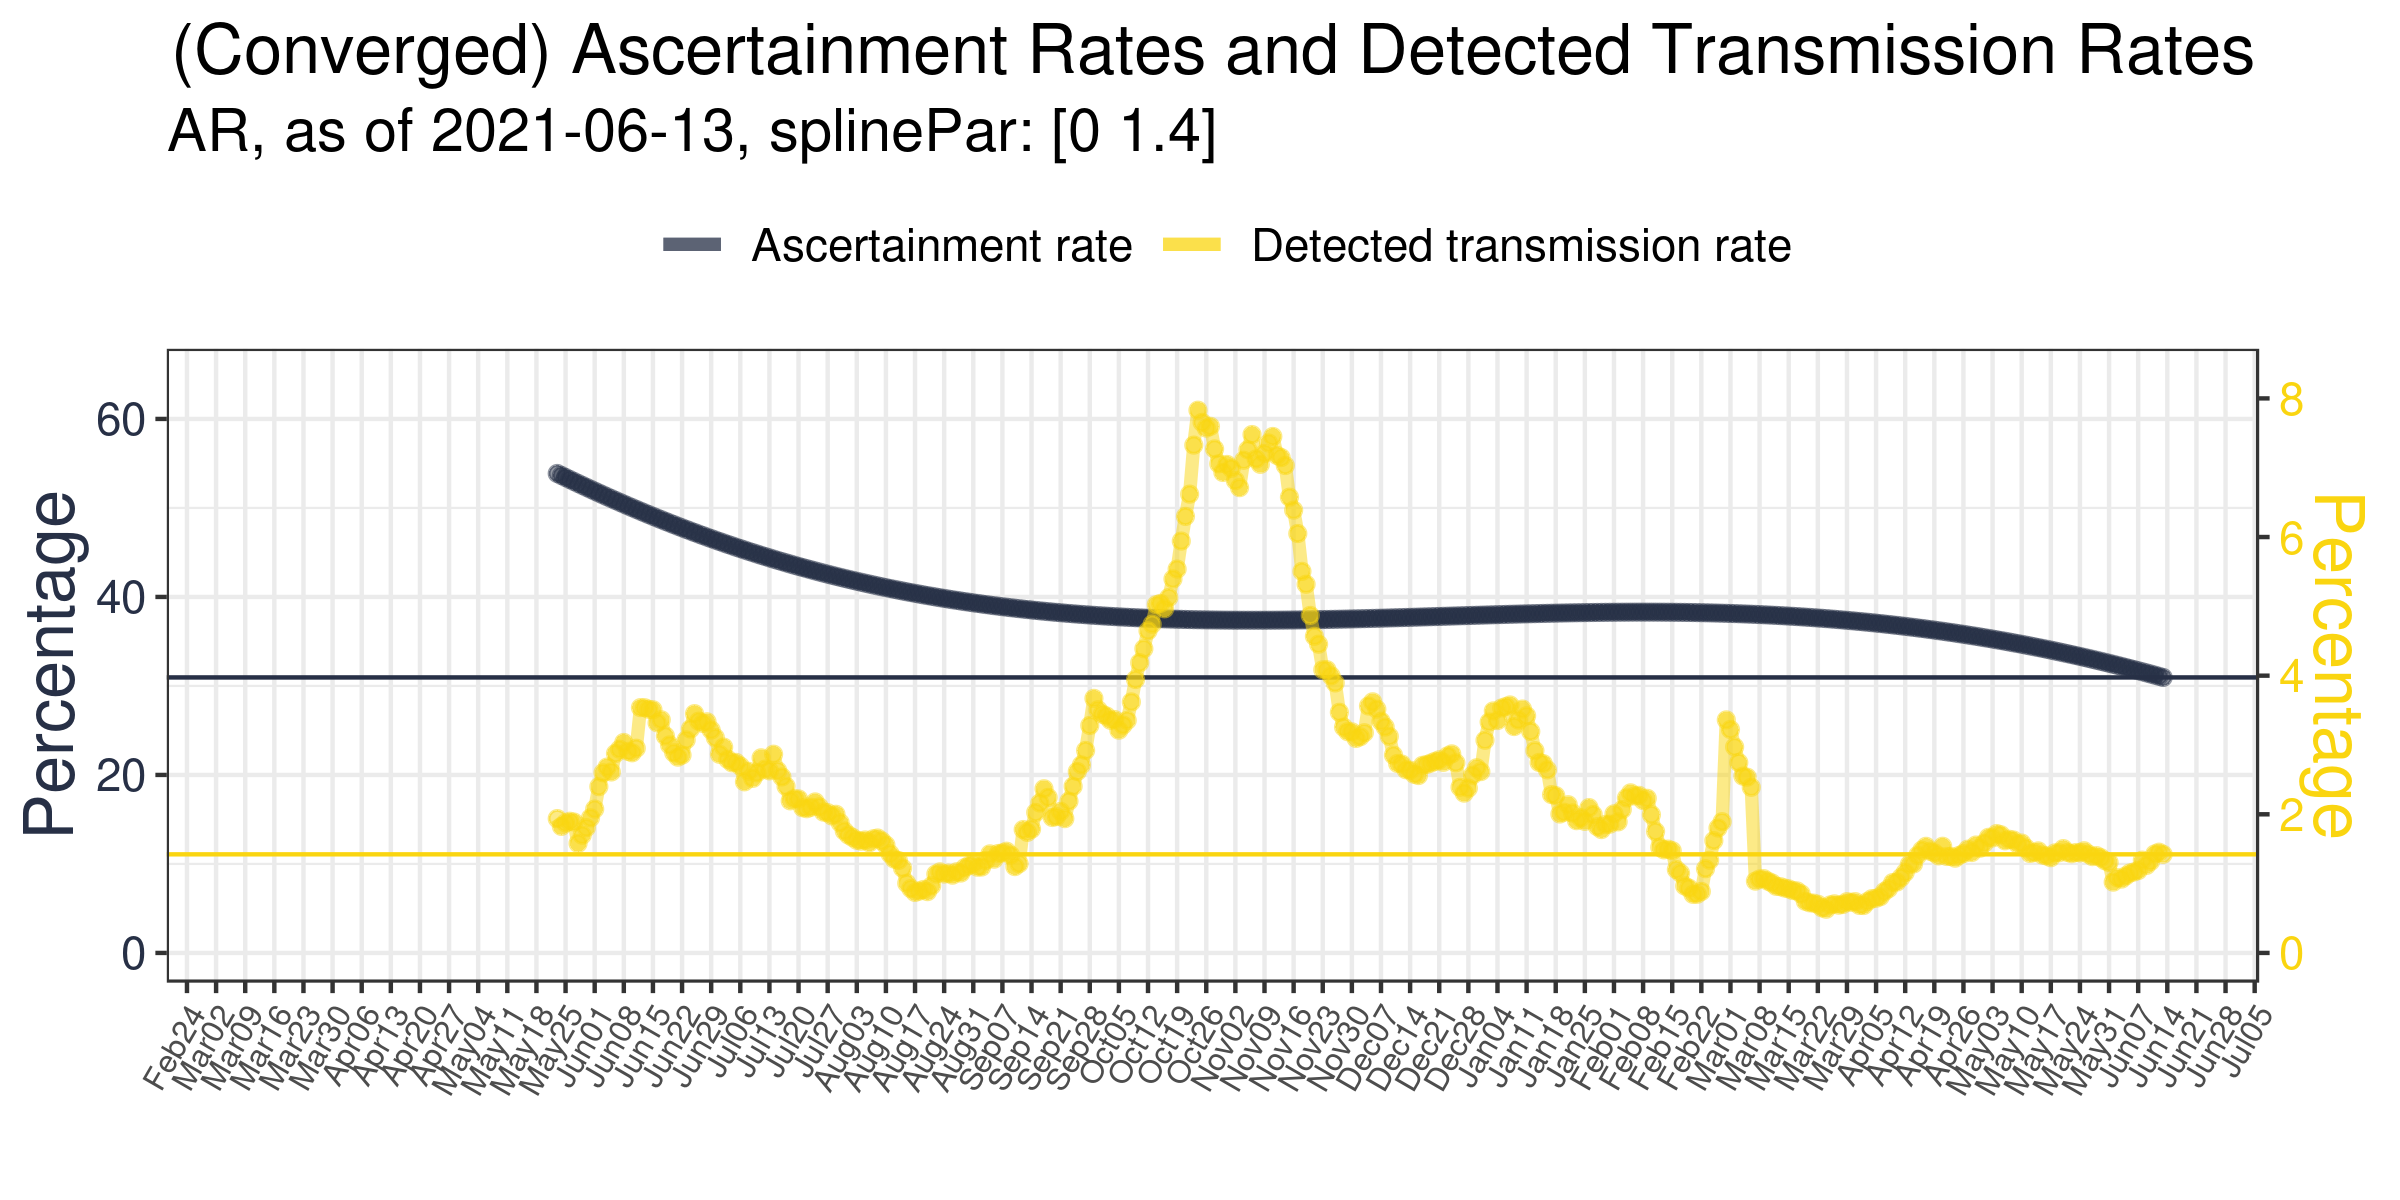 (Converged) Ascertainment Rates and Detected Transmission Rates
AR, as of 2021-06-13, splinePar: [0 1.4]
Ascertainment rate
Detected transmission rate
Percentage
60
40
20
0
8
6
4
2
0
Percentage
Feb24
Mar02
Mar09
Mar16
Mar23
Mar30
Apr06
Apr13
Apr20
Apr27
May04
May11
May18
May25
Jun01
Jun08
Jun15
Jun22
Jun29
Jul06
Jul13
Jul20
Jul27
Aug03
Aug10
Aug17
Aug24
Aug31
Sep07
Sep14
Sep21
Sep28
Oct05
Oct12
Oct19
Oct26
Nov02
Nov09
Nov16
Nov23
Nov30
Dec07
Dec14
Dec21
Dec28
Jan04
Jan11
Jan18
Jan25
Feb01
Feb08
Feb15
Feb22
Mar01
Mar08
Mar15
Mar22
Mar29
Apr05
Apr12
Apr19
Apr26
May03
May10
May17
May24
May31
Jun07
Jun14
Jun21
Jun28
Jul05